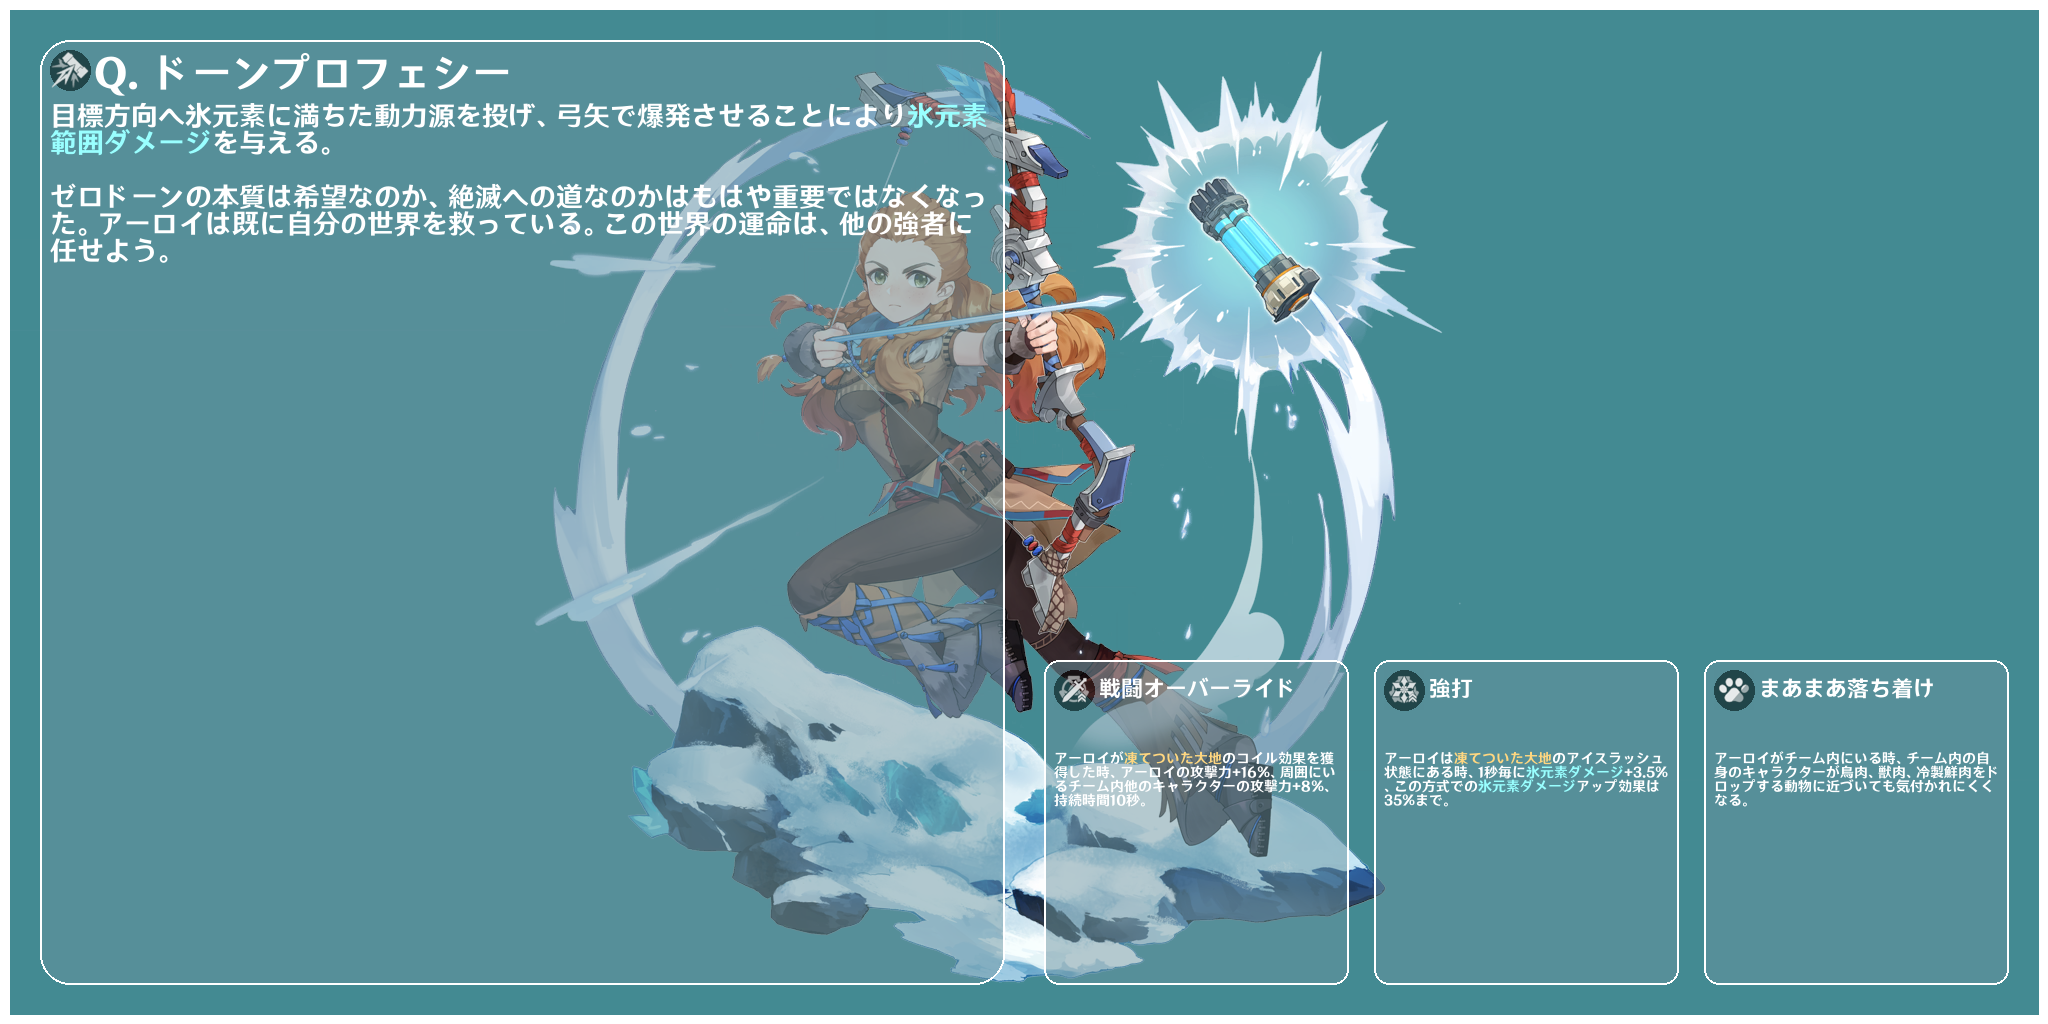 Q. ドーンプロフェシー
目標方向へ氷元素に満ちた動力源を投げ、弓矢で爆発させることにより氷元素
範囲ダメージを与える。
ゼロドーンの本質は希望なのか、絶滅への道なのかはもはや重要ではなくなっ
た。アーロイは既に自分の世界を救っている。この世界の運命は、他の強者に
任せよう。
戦闘オーバーライド
アーロイが凍てついた大地のコイル効果を獲
得した時、アーロイの攻撃力+16%、周囲にい
るチーム内他のキャラクターの攻撃力+8%、
持続時間10秒。
強打
アーロイは凍てついた大地のアイスラッシュ
状態にある時、1秒毎に氷元素ダメージ+3.5%
、この方式での氷元素ダメージアップ効果は
35%まで。
まあまあ落ち着け
アーロイがチーム内にいる時、チーム内の自
身のキャラクターが鳥肉、獣肉、冷製鮮肉をド
ロップする動物に近づいても気付かれにくく
なる。